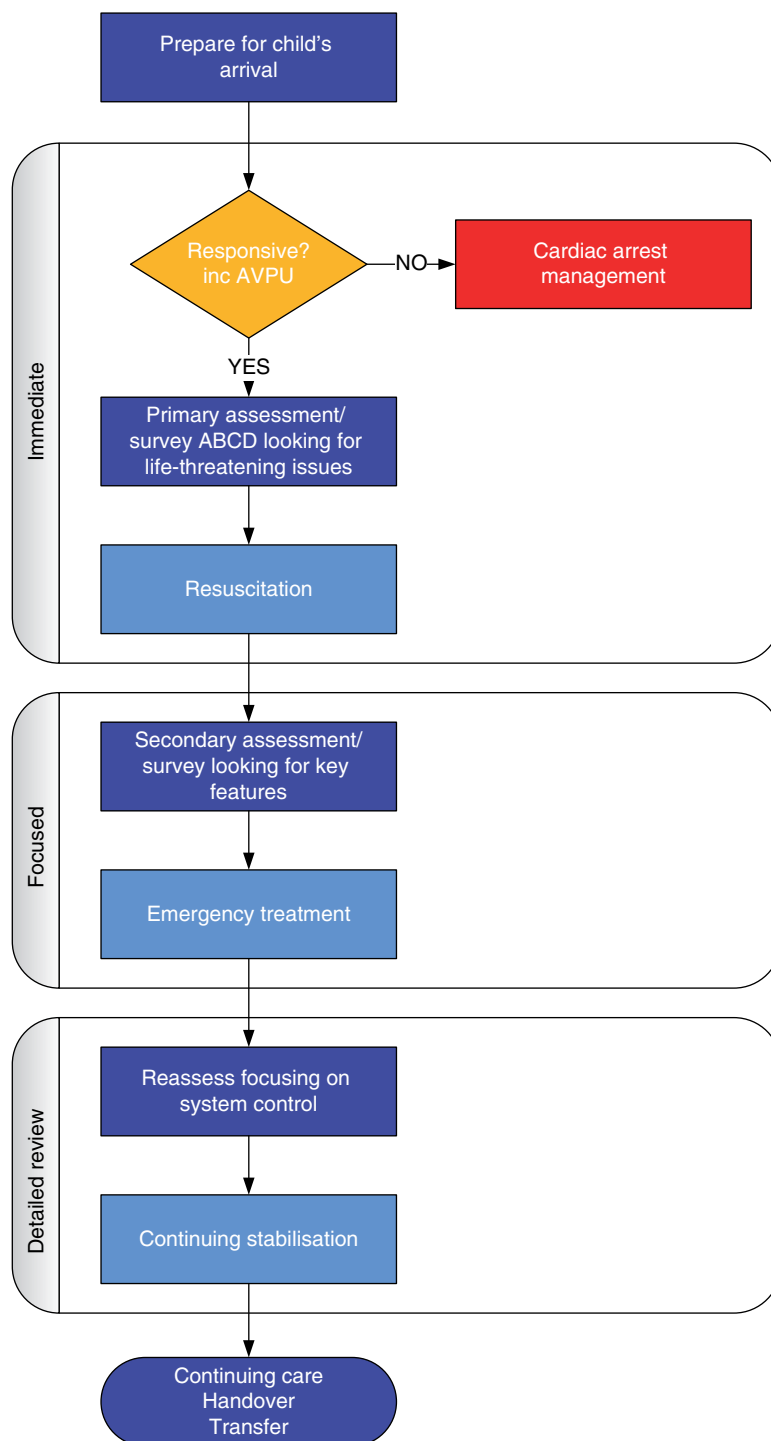 Prepare for child's
arrival
Immediate
Responsive?
inc AVPU
NO
Cardiac arrest
management
YES
Primary assessment/
survey ABCD looking for
life-threatening issues
Resuscitation
Focused
Secondary assessment/
survey looking for key
features
Emergency treatment
Detailed review
Reassess focusing on
system control
Continuing stabilisation
Continuing care
Handover
Transfer